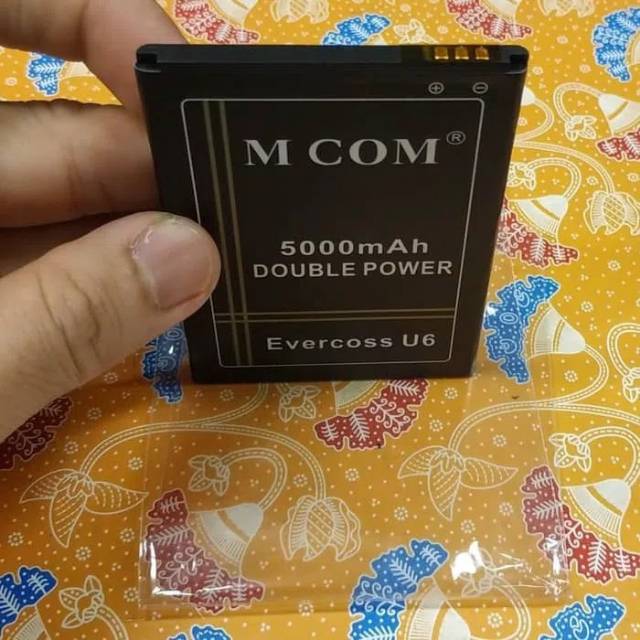 ⊕ ⊖
M COM®
5000mAh
DOUBLE POWER
Evercoss U6